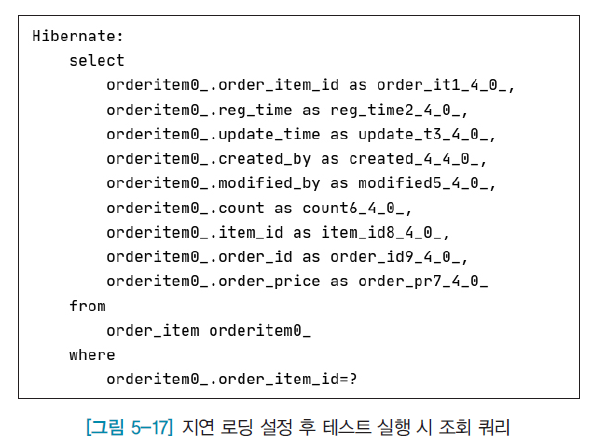 Hibernate:
    select
        orderitem0_.order_item_id as order_it1_4_0_,
        orderitem0_.reg_time as reg_time2_4_0_,
        orderitem0_.update_time as update_t3_4_0_,
        orderitem0_.created_by as created_4_4_0_,
        orderitem0_.modified_by as modified5_4_0_,
        orderitem0_.count as count6_4_0_,
        orderitem0_.item_id as item_id8_4_0_,
        orderitem0_.order_id as order_id9_4_0_,
        orderitem0_.order_price as order_pr7_4_0_
    from
        order_item orderitem0_
    where
        orderitem0_.order_item_id=?
[그림 5-17] 지연 로딩 설정 후 테스트 실행 시 조회 쿼리